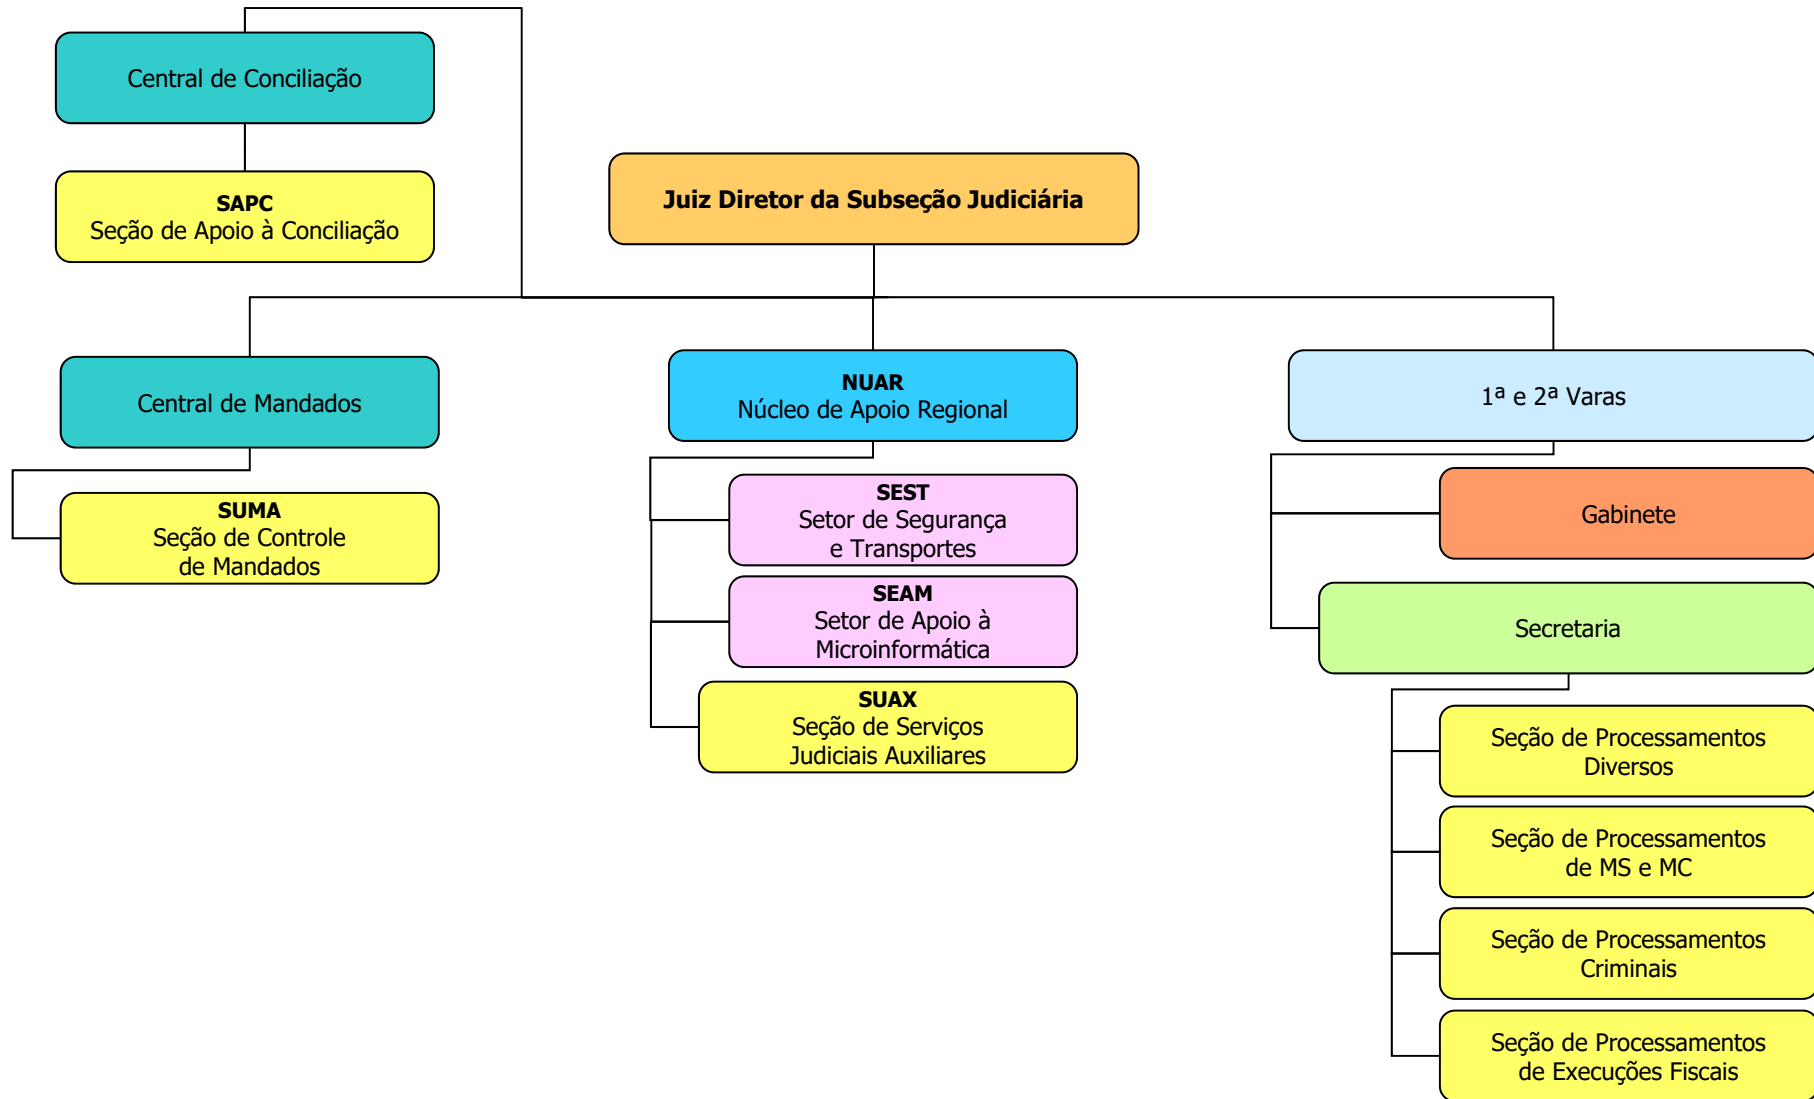 Central de Conciliação
SAPC
Seção de Apoio à Conciliação
Juiz Diretor da Subseção Judiciária
Central de Mandados
SUMA
Seção de Controle
de Mandados
NUAR
Núcleo de Apoio Regional
SEST
Setor de Segurança
e Transportes
SEAM
Setor de Apoio à
Microinformática
SUAX
Seção de Serviços
Judiciais Auxiliares
1ª e 2ª Varas
Gabinete
Secretaria
Seção de Processamentos
Diversos
Seção de Processamentos
de MS e MC
Seção de Processamentos
Criminais
Seção de Processamentos
de Execuções Fiscais